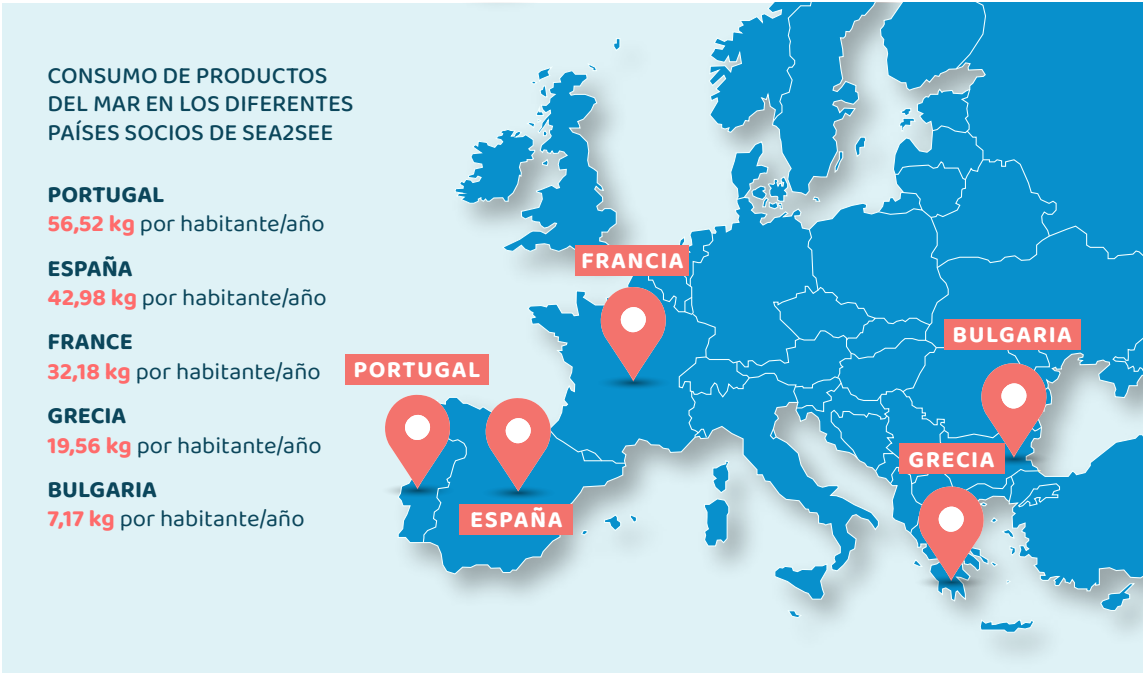 CONSUMO DE PRODUCTOS
DEL MAR EN LOS DIFERENTES
PAÍSES SOCIOS DE SEA2SEE
PORTUGAL
56,52 kg por habitante/año
ESPAÑA
42,98 kg por habitante/año
FRANCE
32,18 kg por habitante/año
GRECIA
19,56 kg por habitante/año
BULGARIA
7,17 kg por habitante/año
FRANCIA
BULGARIA
PORTUGAL
GRECIA
ESPAÑA